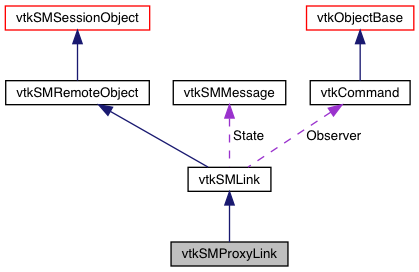 vtkSMSessionObject
vtkObjectBase
vtkSMRemoteObject
vtkSMMessage
vtkCommand
State
Observer
vtkSMLink
vtkSMProxyLink